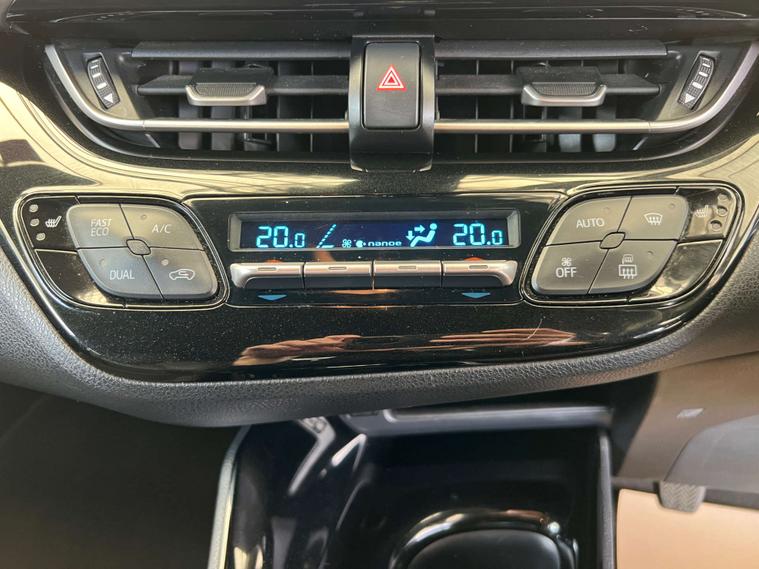 FAST
ECO
A/C
DUAL
20.0
nanoe
20.0
AUTO
OFF